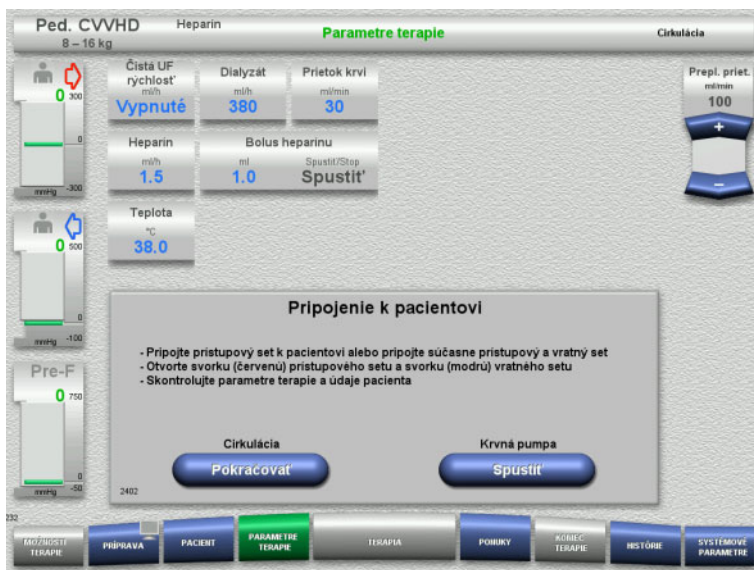 Ped. CVVHD
8 – 16 kg
Heparin
Parametre terapie
Cirkulácia
0
300
0
-300
mmHg
Čistá UF
rýchlosť
ml/h
Vypnuté
Dialyzát
ml/h
380
Prietok krvi
ml/min
30
Prepl. priet.
ml/min
100
+
–
Heparin
ml/h
1.5
Bolus heparinu
ml
1.0
Spustiť/Stop
Spustiť
Teplota
°C
38.0
0
500
0
-100
mmHg
Pre-F
0
750
0
-50
mmHg
Pripojenie k pacientovi
- Pripojte prístupový set k pacientovi alebo pripojte súčasne prístupový a vratný set
- Otvorte svorku (červenú) prístupového setu a svorku (modrú) vratného setu
- Skontrolujte parametre terapie a údaje pacienta
Cirkulácia
Pokračovať
Krvná pumpa
Spustiť
2402
232
MOŽNOSTI
TERAPIE
PRÍPRAVA
PACIENT
PARAMETRE
TERAPIE
TERAPIA
PONUKY
KONIEC
TERAPIE
HISTÓRIE
SYSTÉMOVÉ
PARAMETRE